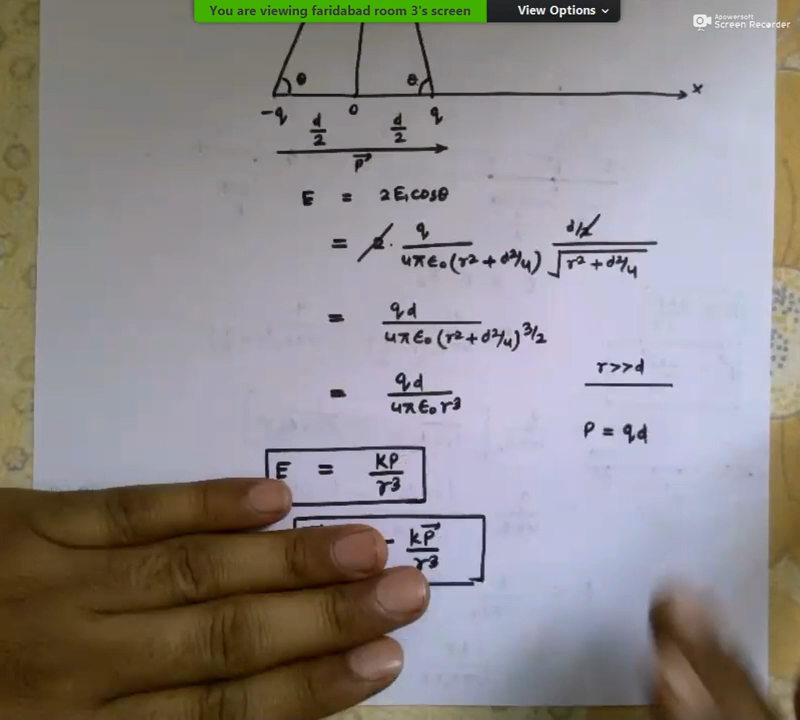 You are viewing faridabad room 3's screen
View Options
Apowersoft
Screen Recorder
θ θ
x
-q d/2 0 d/2 q
p⃗
E = 2E₁cosθ
= 2 · q / 4πε₀(r² + d²/4) d/2 / √(r² + d²/4)
= qd / 4πε₀(r² + d²/4)^3/2
r>>d
= qd / 4πε₀r³
P = qd
E = KP / r³
- kP⃗ / r³